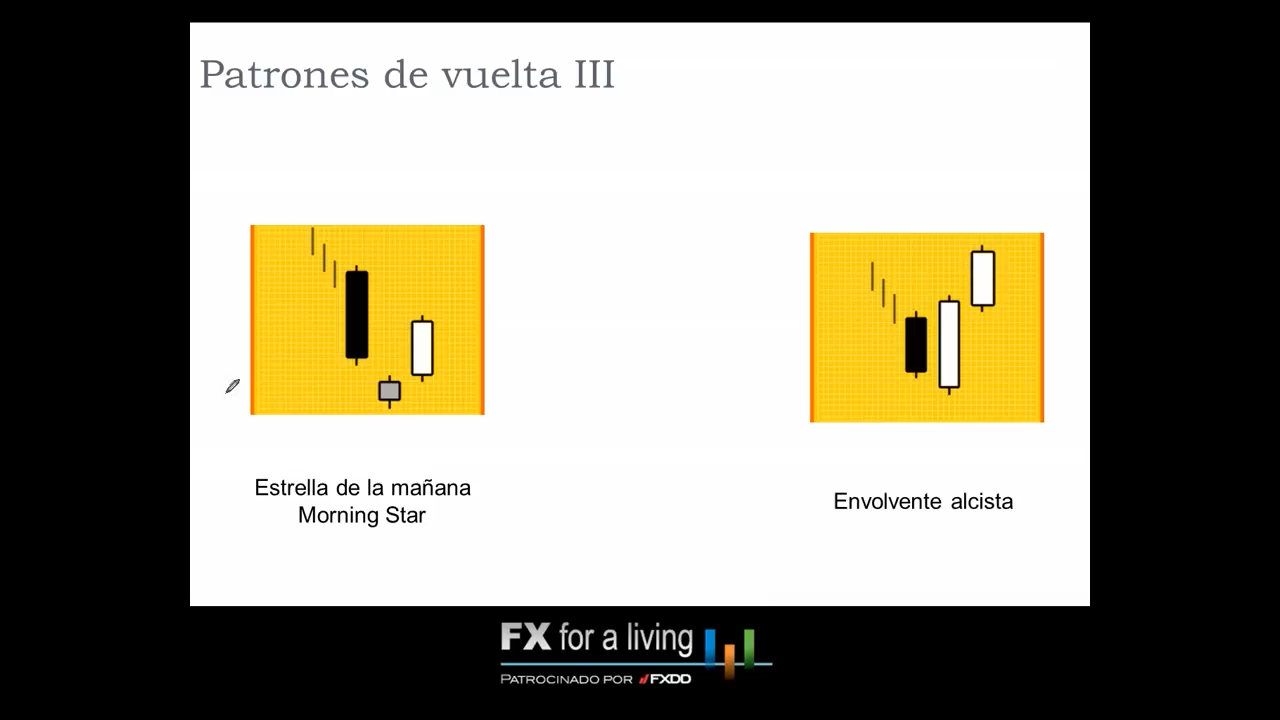 Patrones de vuelta III
Estrella de la mañana
Morning Star
Envolvente alcista
FX for a living
PATROCINADO POR FXDD